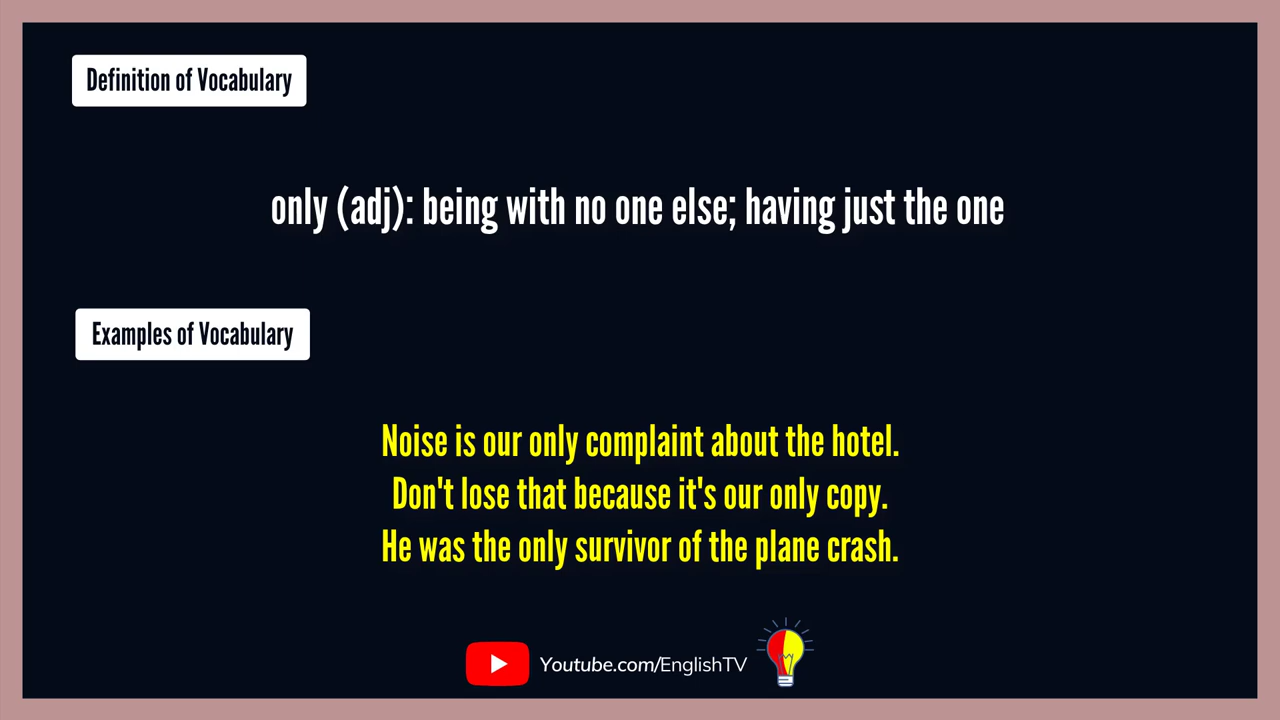 Definition of Vocabulary
only (adj): being with no one else; having just the one
Examples of Vocabulary
Noise is our only complaint about the hotel.
Don't lose that because it's our only copy.
He was the only survivor of the plane crash.
Youtube.com/EnglishTV